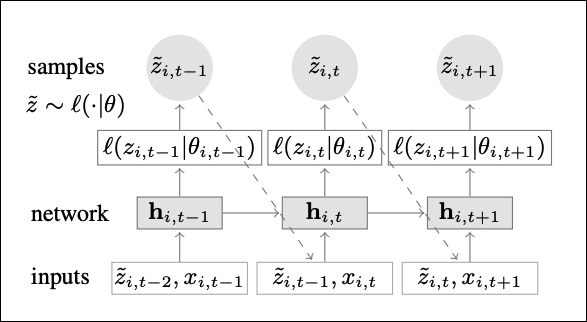 samples z̃_{i,t−1} z̃_{i,t} z̃_{i,t+1}
z̃ ∼ ℓ(·|θ)
ℓ(z_{i,t−1}|θ_{i,t−1}) ℓ(z_{i,t}|θ_{i,t}) ℓ(z_{i,t+1}|θ_{i,t+1})
network h_{i,t−1} h_{i,t} h_{i,t+1}
inputs z̃_{i,t−2}, x_{i,t−1} z̃_{i,t−1}, x_{i,t} z̃_{i,t}, x_{i,t+1}